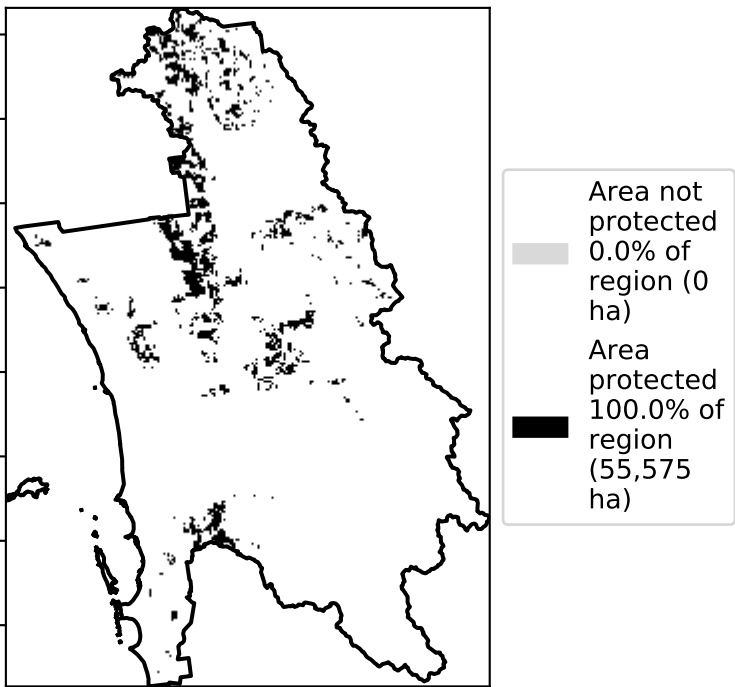 Area not
protected
0.0% of
region (0
ha)
Area
protected
100.0% of
region
(55,575
ha)